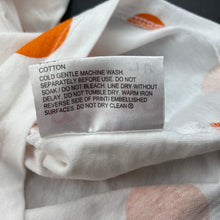 COTTON
COLD GENTLE MACHINE WASH
SEPARATELY BEFORE USE. DO NOT
SOAK / DO NOT BLEACH. LINE DRY WITHOUT
DELAY. DO NOT TUMBLE DRY. WARM IRON
REVERSE SIDE OF PRINT/ EMBELLISHED
SURFACES. DO NOT DRY CLEAN